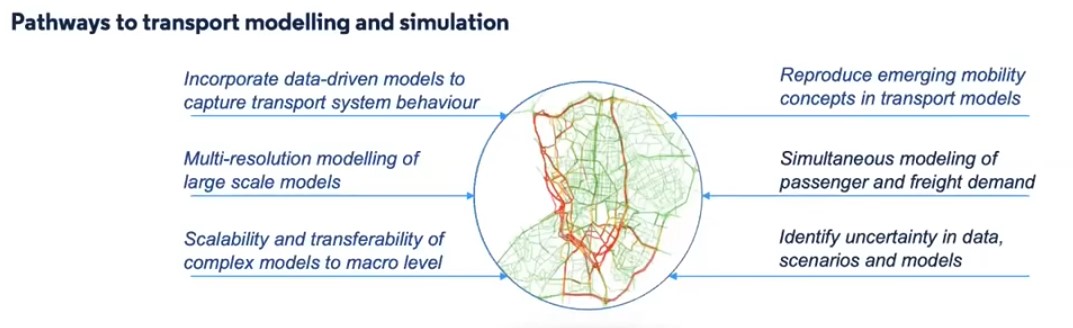 Pathways to transport modelling and simulation
Incorporate data-driven models to
capture transport system behaviour
Multi-resolution modelling of
large scale models
Scalability and transferability of
complex models to macro level
Reproduce emerging mobility
concepts in transport models
Simultaneous modeling of
passenger and freight demand
Identify uncertainty in data,
scenarios and models